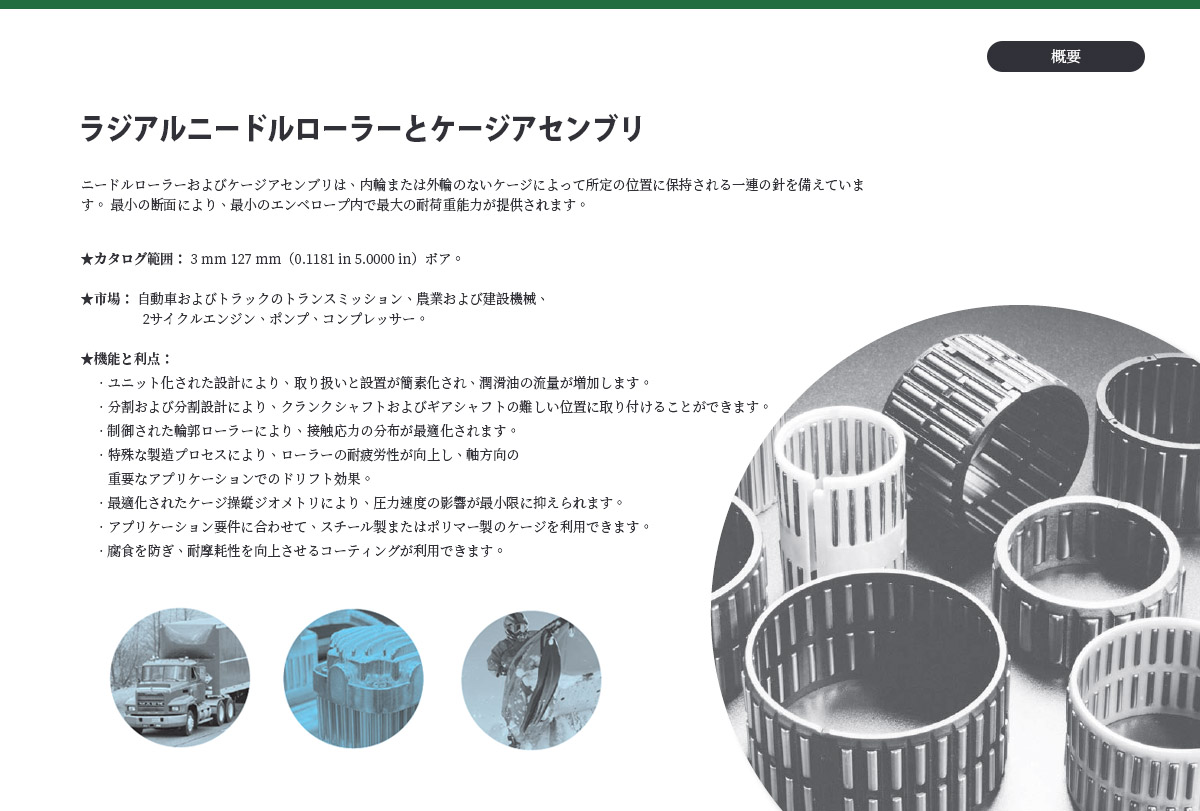 概要
ラジアルニードルローラーとケージアセンブリ
ニードルローラーおよびケージアセンブリは、内輪または外輪のないケージによって所定の位置に保持される一連の針を備えていま
す。 最小の断面により、最小のエンベロープ内で最大の耐荷重能力が提供されます。
★カタログ範囲： 3 mm 127 mm（0.1181 in 5.0000 in）ボア。
★市場： 自動車およびトラックのトランスミッション、農業および建設機械、
2サイクルエンジン、ポンプ、コンプレッサー。
★機能と利点：
· ユニット化された設計により、取り扱いと設置が簡素化され、潤滑油の流量が増加します。
· 分割および分割設計により、クランクシャフトおよびギアシャフトの難しい位置に取り付けることができます。
· 制御された輪郭ローラーにより、接触応力の分布が最適化されます。
· 特殊な製造プロセスにより、ローラーの耐疲労性が向上し、軸方向の
重要なアプリケーションでのドリフト効果。
· 最適化されたケージ操縦ジオメトリにより、圧力速度の影響が最小限に抑えられます。
· アプリケーション要件に合わせて、スチール製またはポリマー製のケージを利用できます。
· 腐食を防ぎ、耐摩耗性を向上させるコーティングが利用できます。